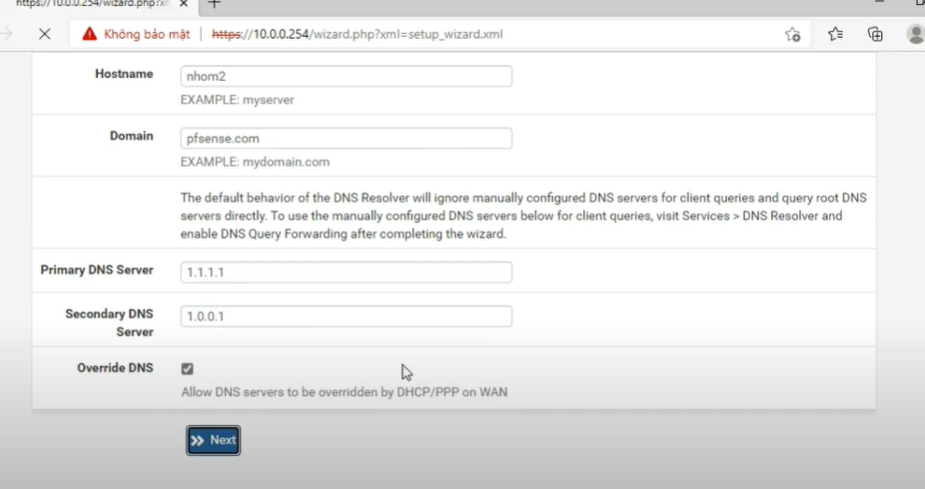 https://10.0.0.254/wizard.php?xm
Không bảo mật | https://10.0.0.254/wizard.php?xml=setup_wizard.xml
Hostname
nhom2
EXAMPLE: myserver
Domain
pfsense.com
EXAMPLE: mydomain.com
The default behavior of the DNS Resolver will ignore manually configured DNS servers for client queries and query root DNS
servers directly. To use the manually configured DNS servers below for client queries, visit Services > DNS Resolver and
enable DNS Query Forwarding after completing the wizard.
Primary DNS Server
1.1.1.1
Secondary DNS
Server
1.0.0.1
Override DNS
Allow DNS servers to be overridden by DHCP/PPP on WAN
Next